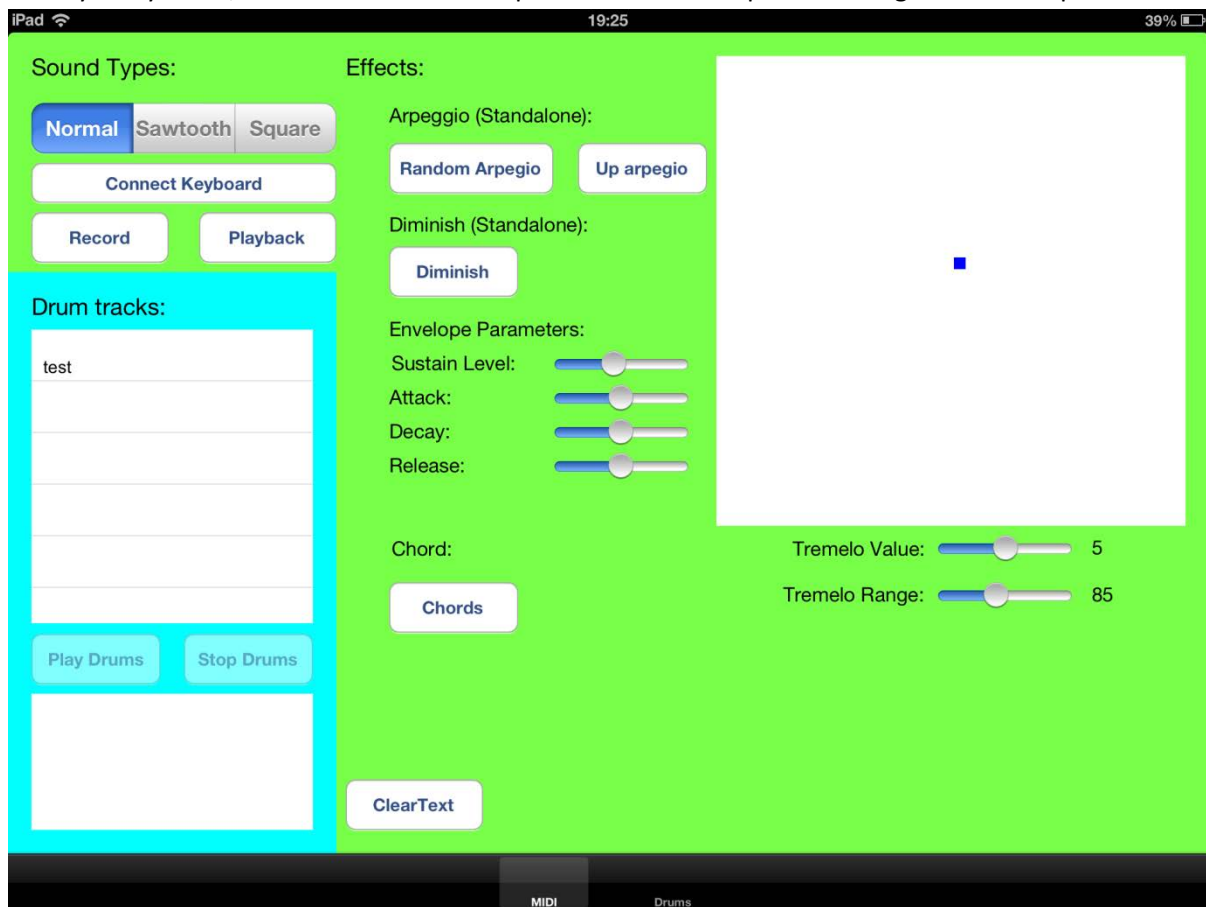 iPad 19:25 39%
Sound Types:
Normal Sawtooth Square
Connect Keyboard
Record Playback
Drum tracks:
test
Play Drums Stop Drums
Effects:
Arpeggio (Standalone):
Random Arpegio Up arpegio
Diminish (Standalone):
Diminish
Envelope Parameters:
Sustain Level:
Attack:
Decay:
Release:
Chord:
Chords
ClearText
Tremelo Value: 5
Tremelo Range: 85
MIDI Drums